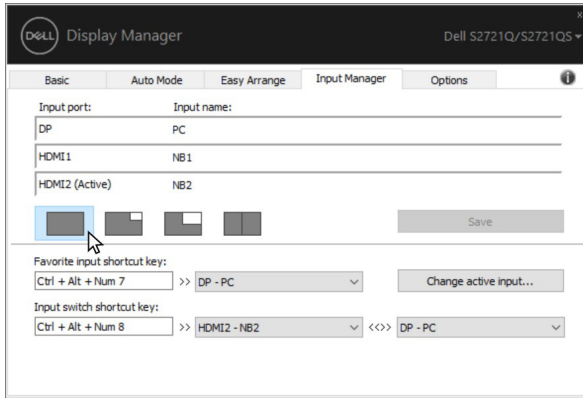 DELL Display Manager Dell S2721Q/S2721QS
Basic Auto Mode Easy Arrange Input Manager Options
Input port: Input name:
DP PC
HDMI1 NB1
HDMI2 (Active) NB2
Save
Favorite input shortcut key:
Ctrl + Alt + Num 7 >> DP - PC Change active input...
Input switch shortcut key:
Ctrl + Alt + Num 8 >> HDMI2 - NB2 <<>> DP - PC